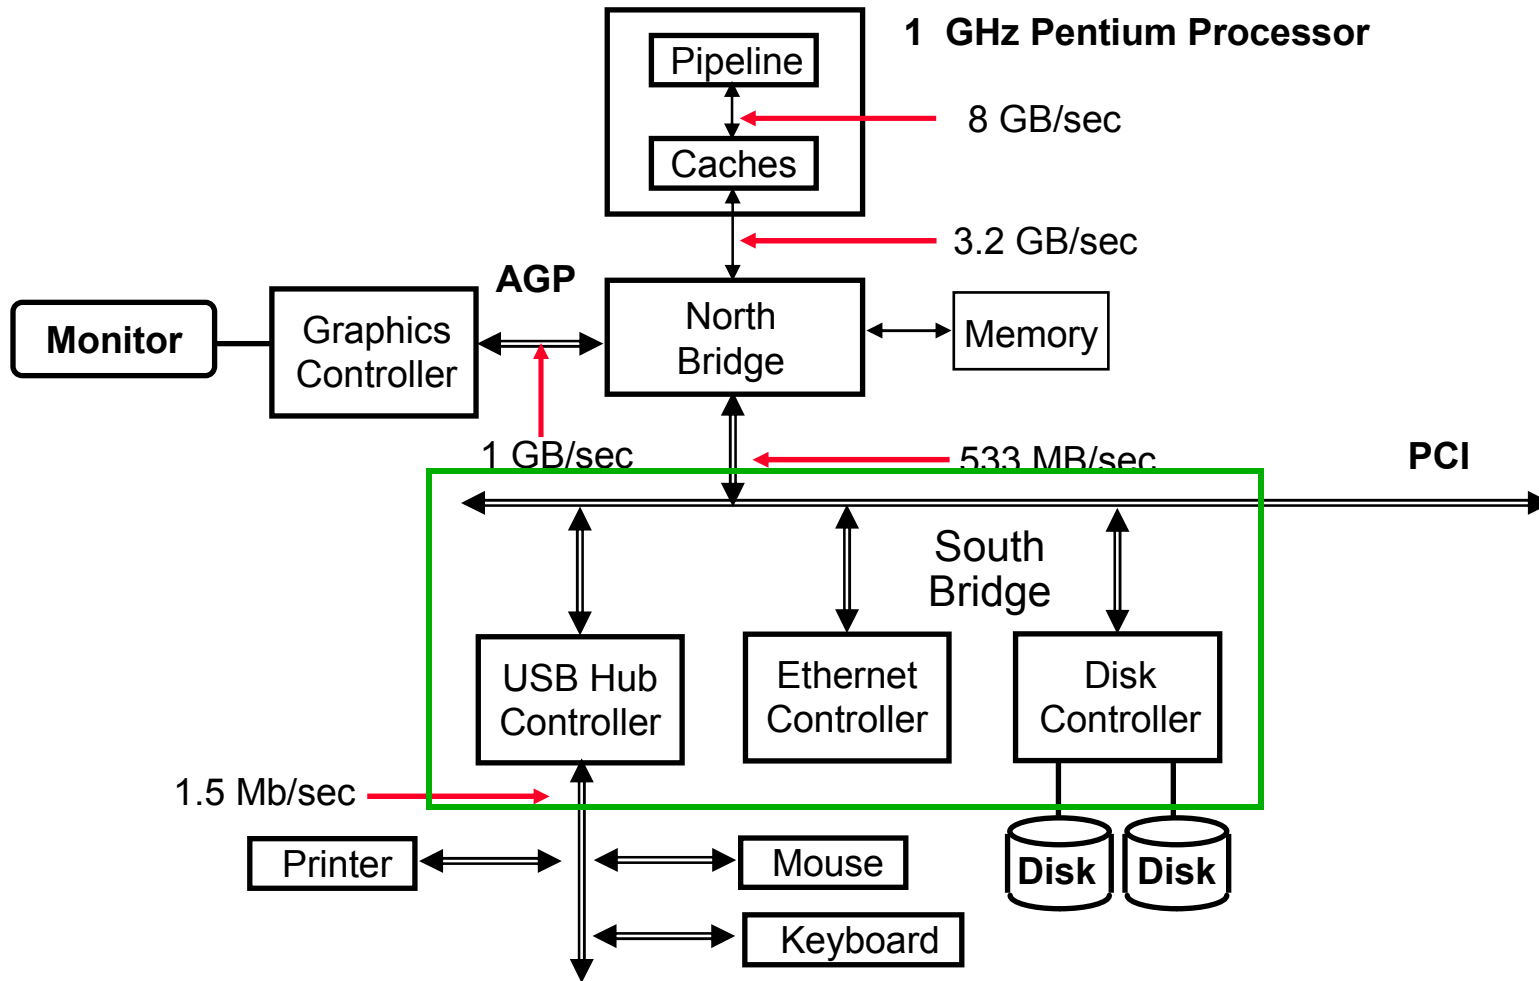 1 GHz Pentium Processor
Pipeline
8 GB/sec
Caches
3.2 GB/sec
AGP
Monitor
Graphics
Controller
North
Bridge
Memory
1 GB/sec
533 MB/sec
PCI
South
Bridge
USB Hub
Controller
Ethernet
Controller
Disk
Controller
1.5 Mb/sec
Printer
Mouse
Disk
Disk
Keyboard